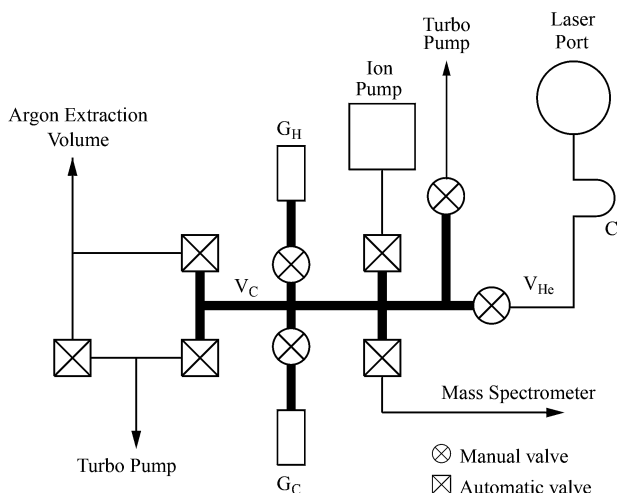 Turbo
Pump
Laser
Port
Ion
Pump
Argon Extraction
Volume
G_H
C
V_C
V_He
Mass Spectrometer
Turbo Pump
G_C
Manual valve
Automatic valve